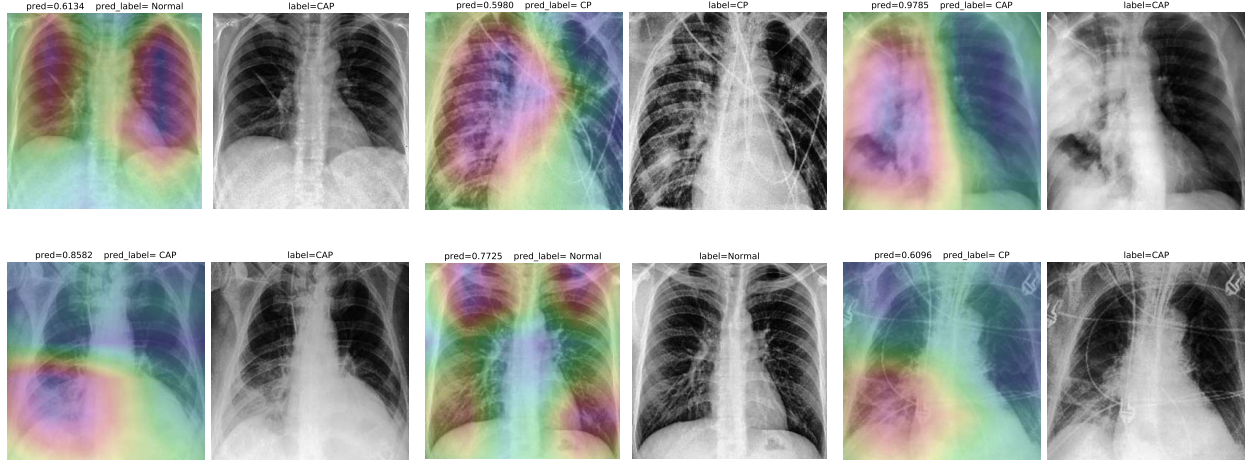 pred=0.6134    pred_label= Normal
label=CAP
pred=0.5980    pred_label= CP
label=CP
pred=0.9785    pred_label= CAP
label=CAP
pred=0.8582    pred_label= CAP
label=CAP
pred=0.7725    pred_label= Normal
label=Normal
pred=0.6096    pred_label= CP
label=CAP